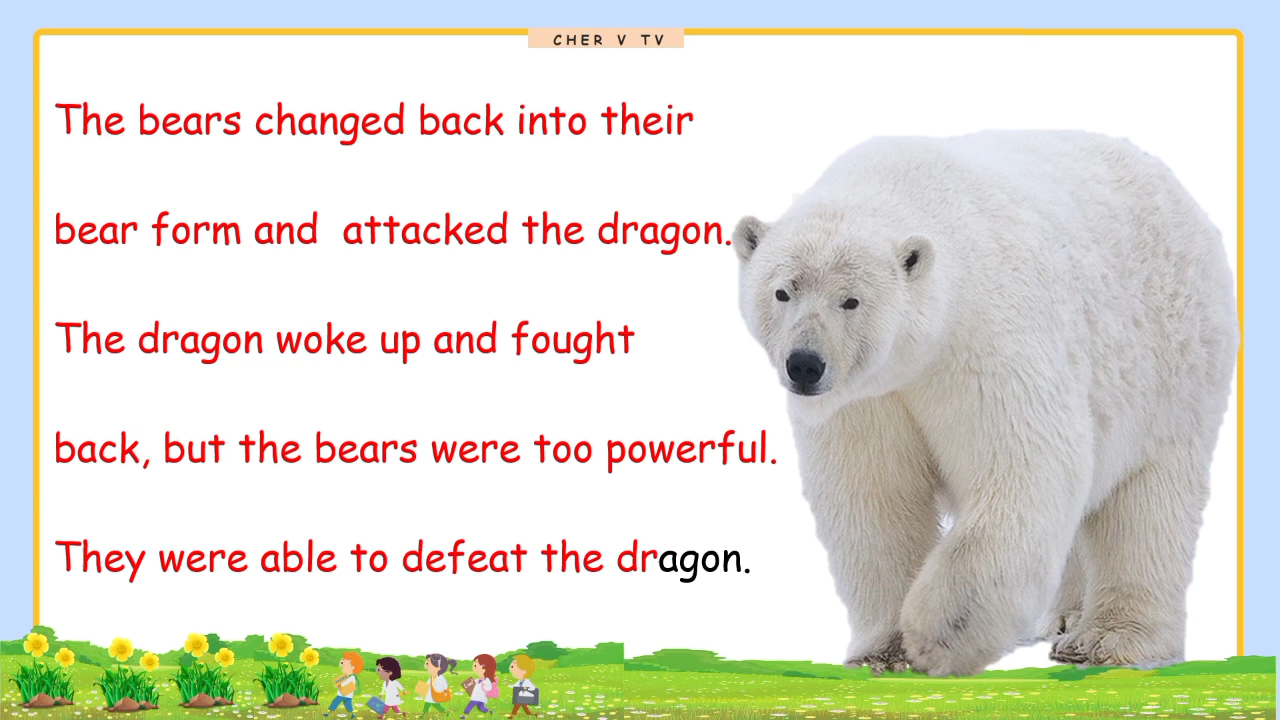 CHER V TV
The bears changed back into their
bear form and  attacked the dragon.
The dragon woke up and fought
back, but the bears were too powerful.
They were able to defeat the dragon.